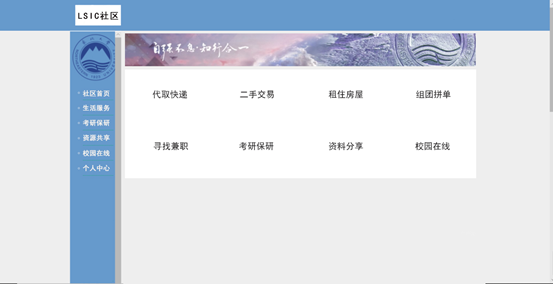 LSIC社区
自强不息·知行合一
· 社区首页
· 生活服务
· 考研保研
· 资源共享
· 校园在线
· 个人中心
代取快递
二手交易
租住房屋
组团拼单
寻找兼职
考研保研
资料分享
校园在线